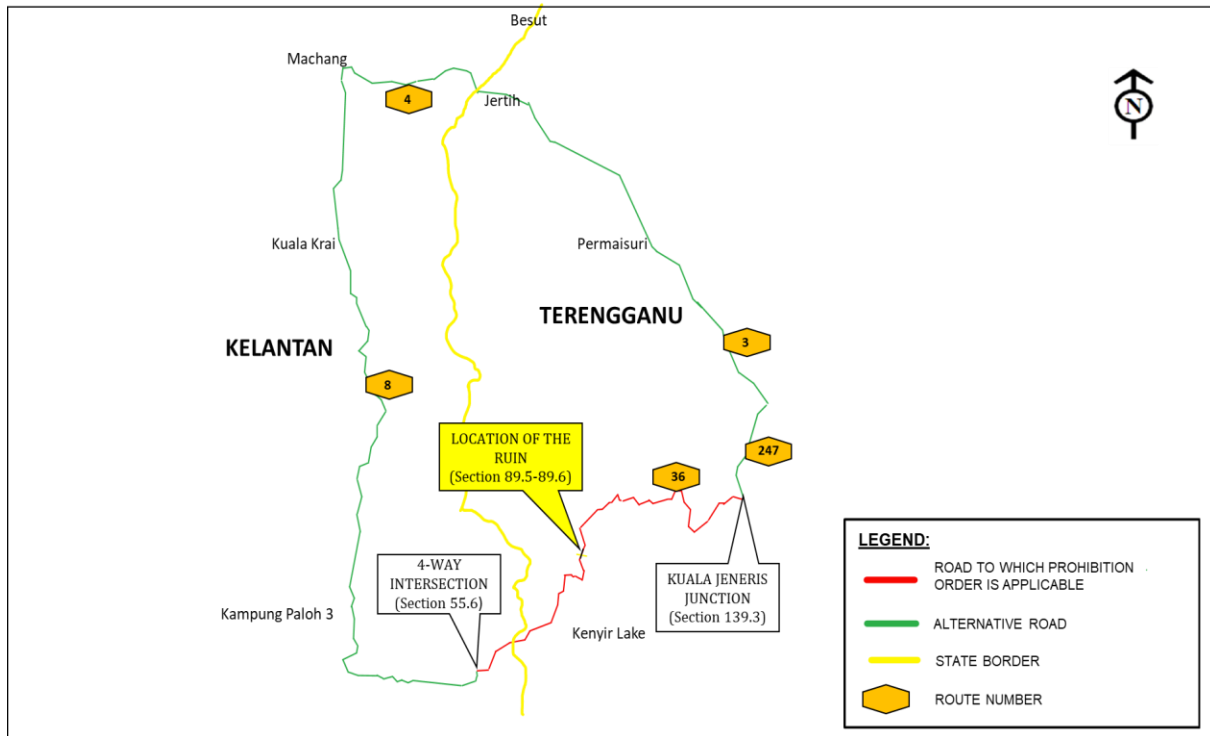 Besut
Machang
4
Jertih
N
Kuala Krai
Permaisuri
TERENGGANU
3
KELANTAN
8
LOCATION OF THE
RUIN
(Section 89.5-89.6)
247
36
4-WAY
INTERSECTION
(Section 55.6)
KUALA JENERIS
JUNCTION
(Section 139.3)
Kampung Paloh 3
Kenyir Lake
LEGEND:
ROAD TO WHICH PROHIBITION
ORDER IS APPLICABLE
ALTERNATIVE ROAD
STATE BORDER
ROUTE NUMBER